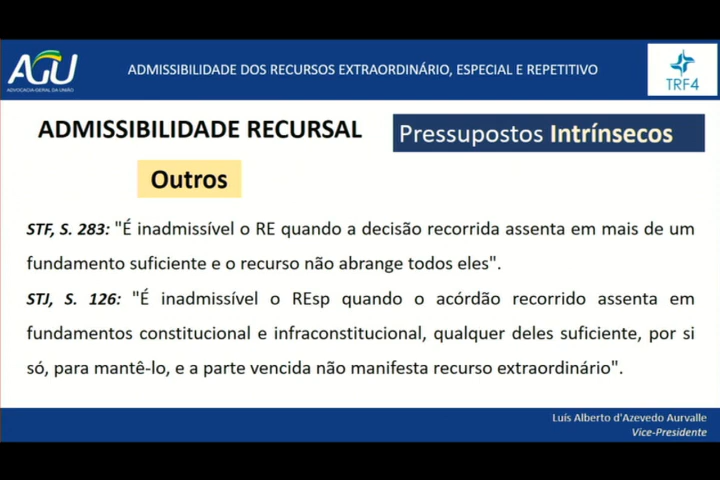 AGU
ADVOCACIA-GERAL DA UNIÃO
ADMISSIBILIDADE DOS RECURSOS EXTRAORDINÁRIO, ESPECIAL E REPETITIVO
TRF4
ADMISSIBILIDADE RECURSAL
Pressupostos Intrínsecos
Outros
STF, S. 283: "É inadmissível o RE quando a decisão recorrida assenta em mais de um
fundamento suficiente e o recurso não abrange todos eles".
STJ, S. 126: "É inadmissível o REsp quando o acórdão recorrido assenta em
fundamentos constitucional e infraconstitucional, qualquer deles suficiente, por si
só, para mantê-lo, e a parte vencida não manifesta recurso extraordinário".
Luís Alberto d'Azevedo Aurvalle
Vice-Presidente